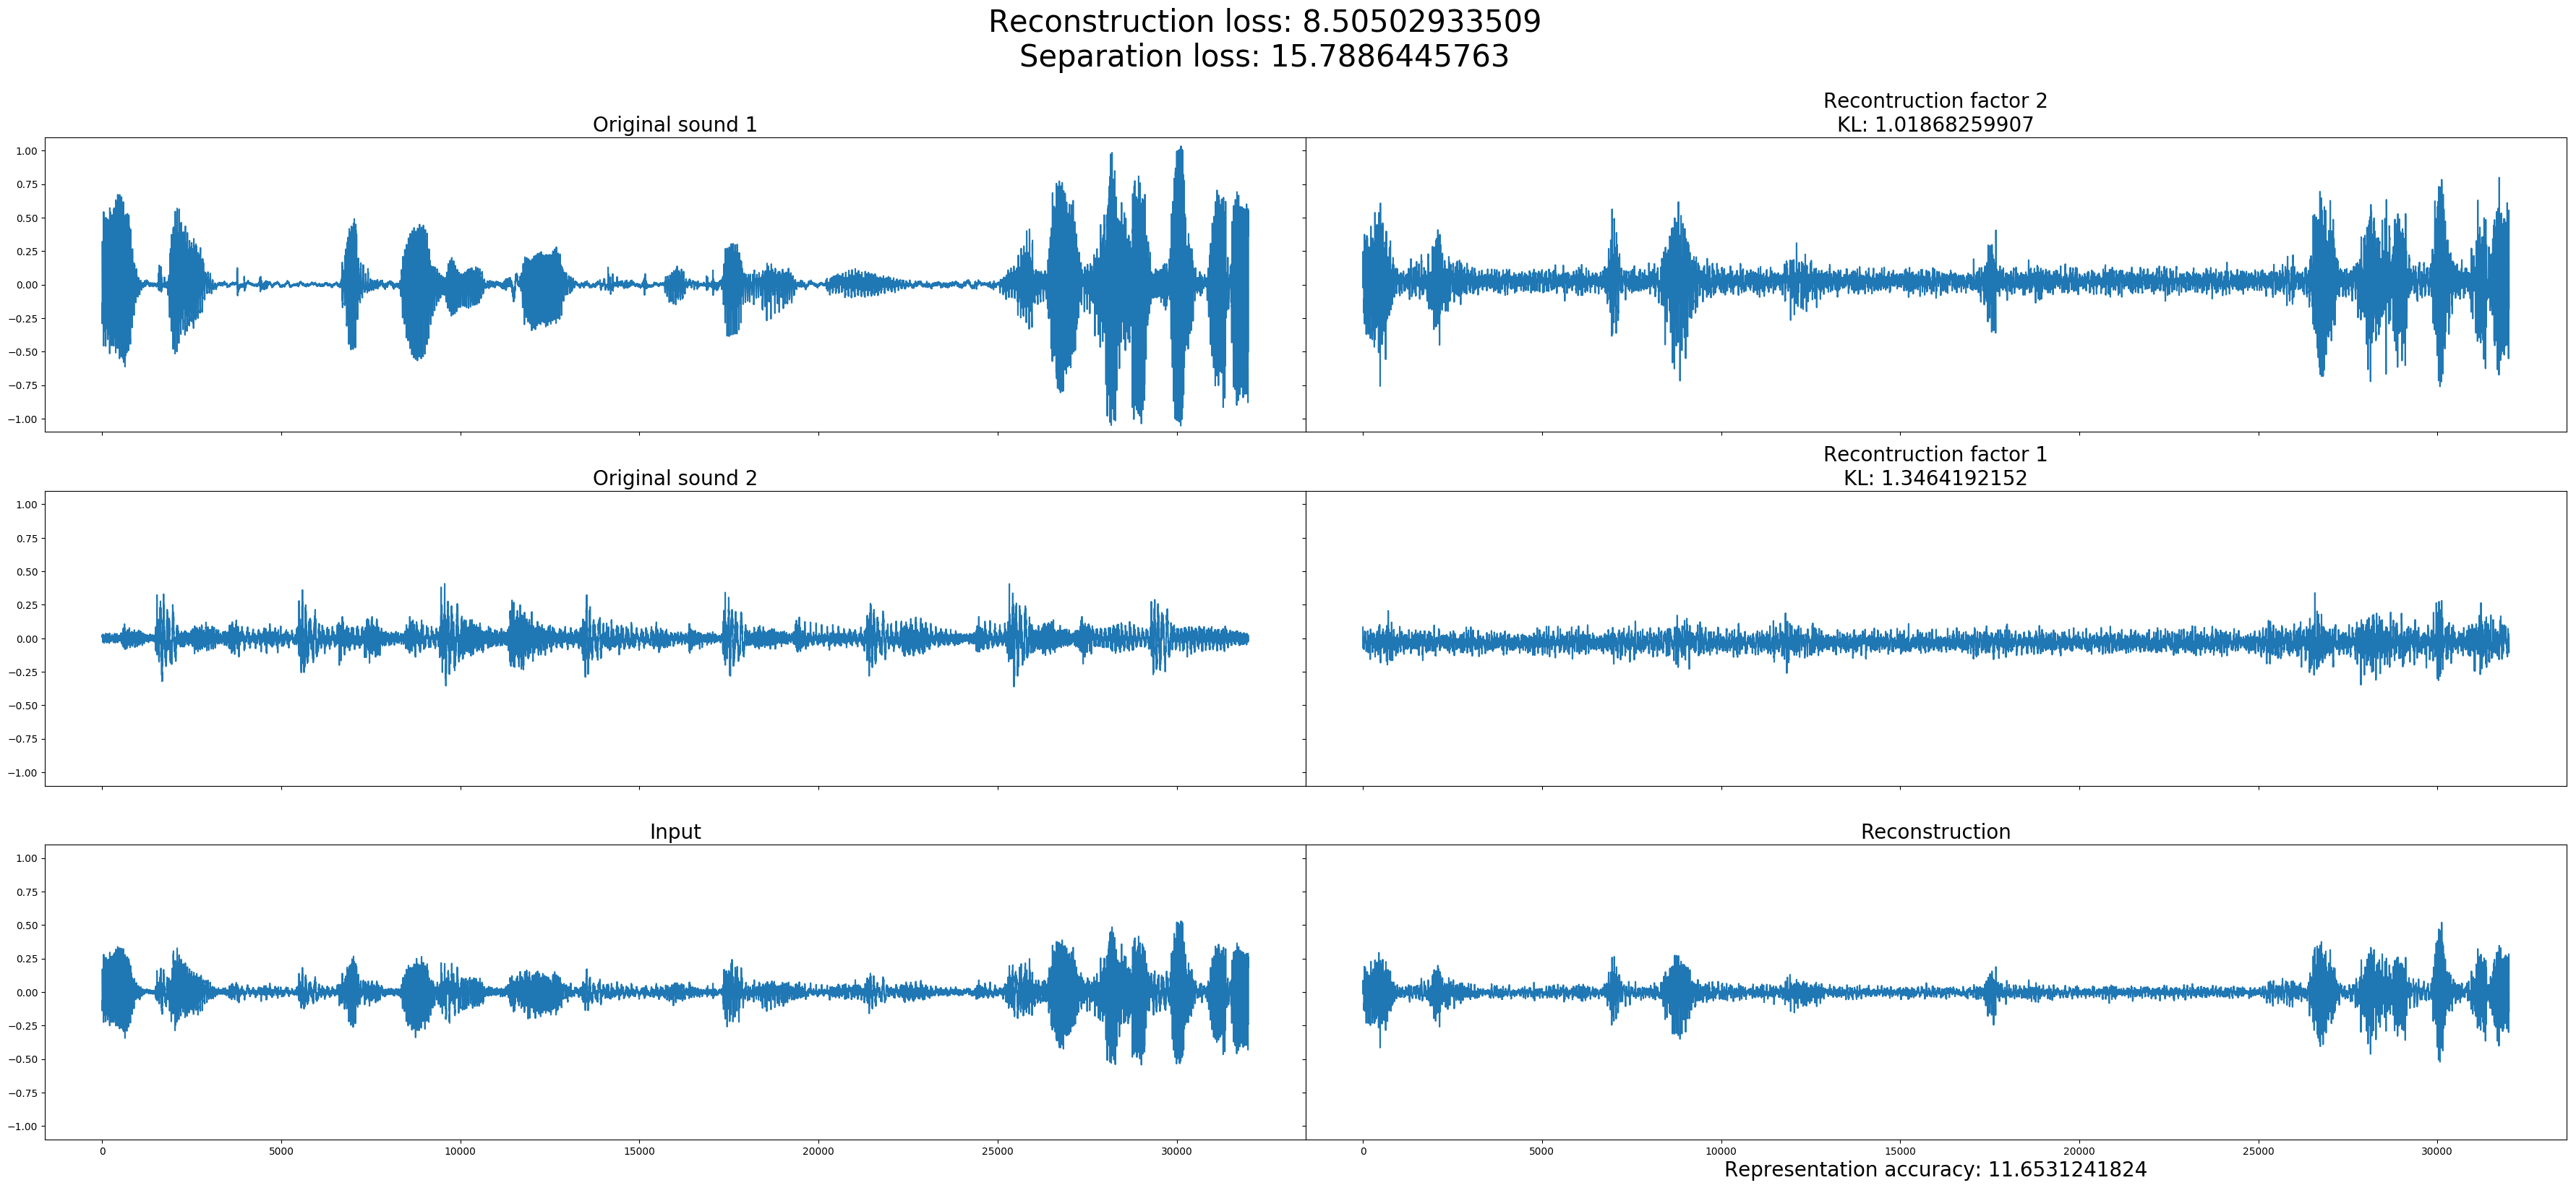 Reconstruction loss: 8.50502933509
Separation loss: 15.7886445763
Original sound 1
Recontruction factor 2
KL: 1.01868259907
1.00
0.75
0.50
0.25
0.00
−0.25
−0.50
−0.75
−1.00
Original sound 2
Recontruction factor 1
KL: 1.3464192152
1.00
0.75
0.50
0.25
0.00
−0.25
−0.50
−0.75
−1.00
Input
Reconstruction
1.00
0.75
0.50
0.25
0.00
−0.25
−0.50
−0.75
−1.00
0 5000 10000 15000 20000 25000 30000 0 5000 10000 15000 20000 25000 30000
Representation accuracy: 11.6531241824